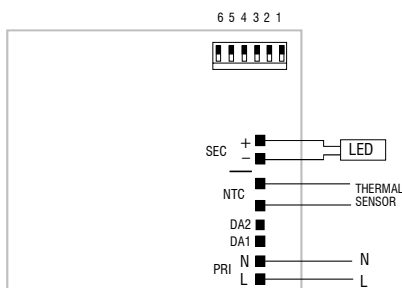 6 5 4 3 2 1
SEC + LED
−
NTC THERMAL
SENSOR
DA2
DA1
PRI N N
L L